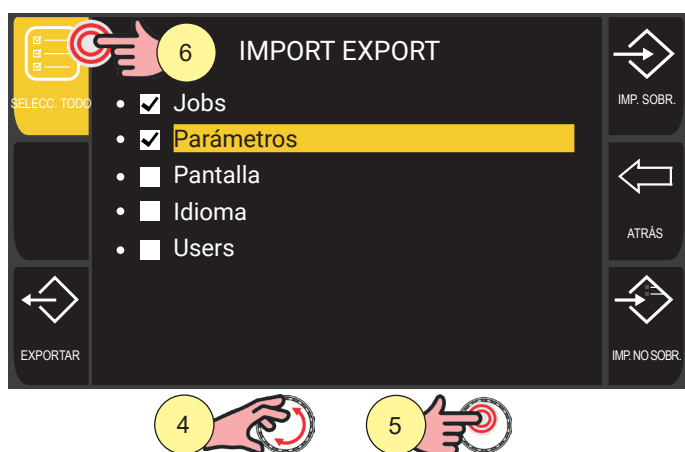 6
IMPORT EXPORT
SELECC. TODO
IMP. SOBR.
Jobs
Parámetros
Pantalla
Idioma
Users
ATRÁS
EXPORTAR
IMP. NO SOBR.
4
5